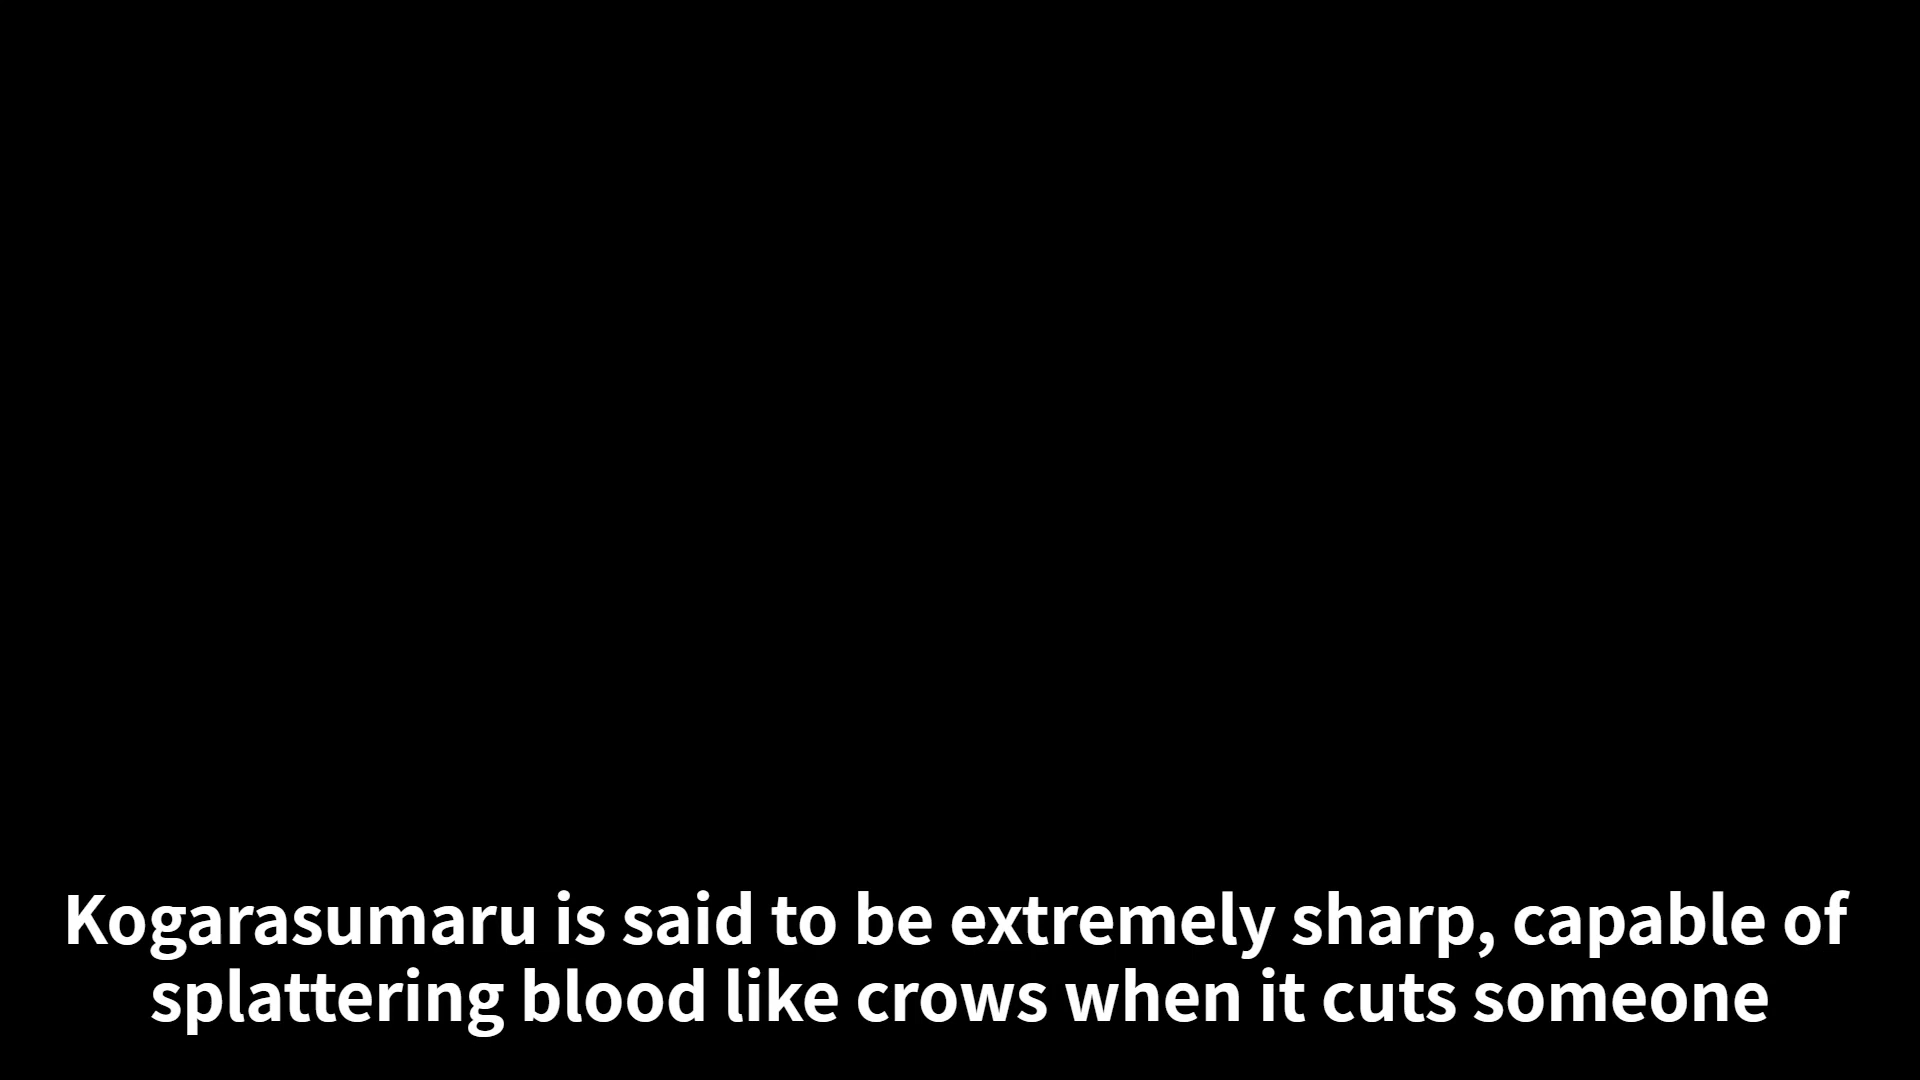 Kogarasumaru is said to be extremely sharp, capable of
splattering blood like crows when it cuts someone